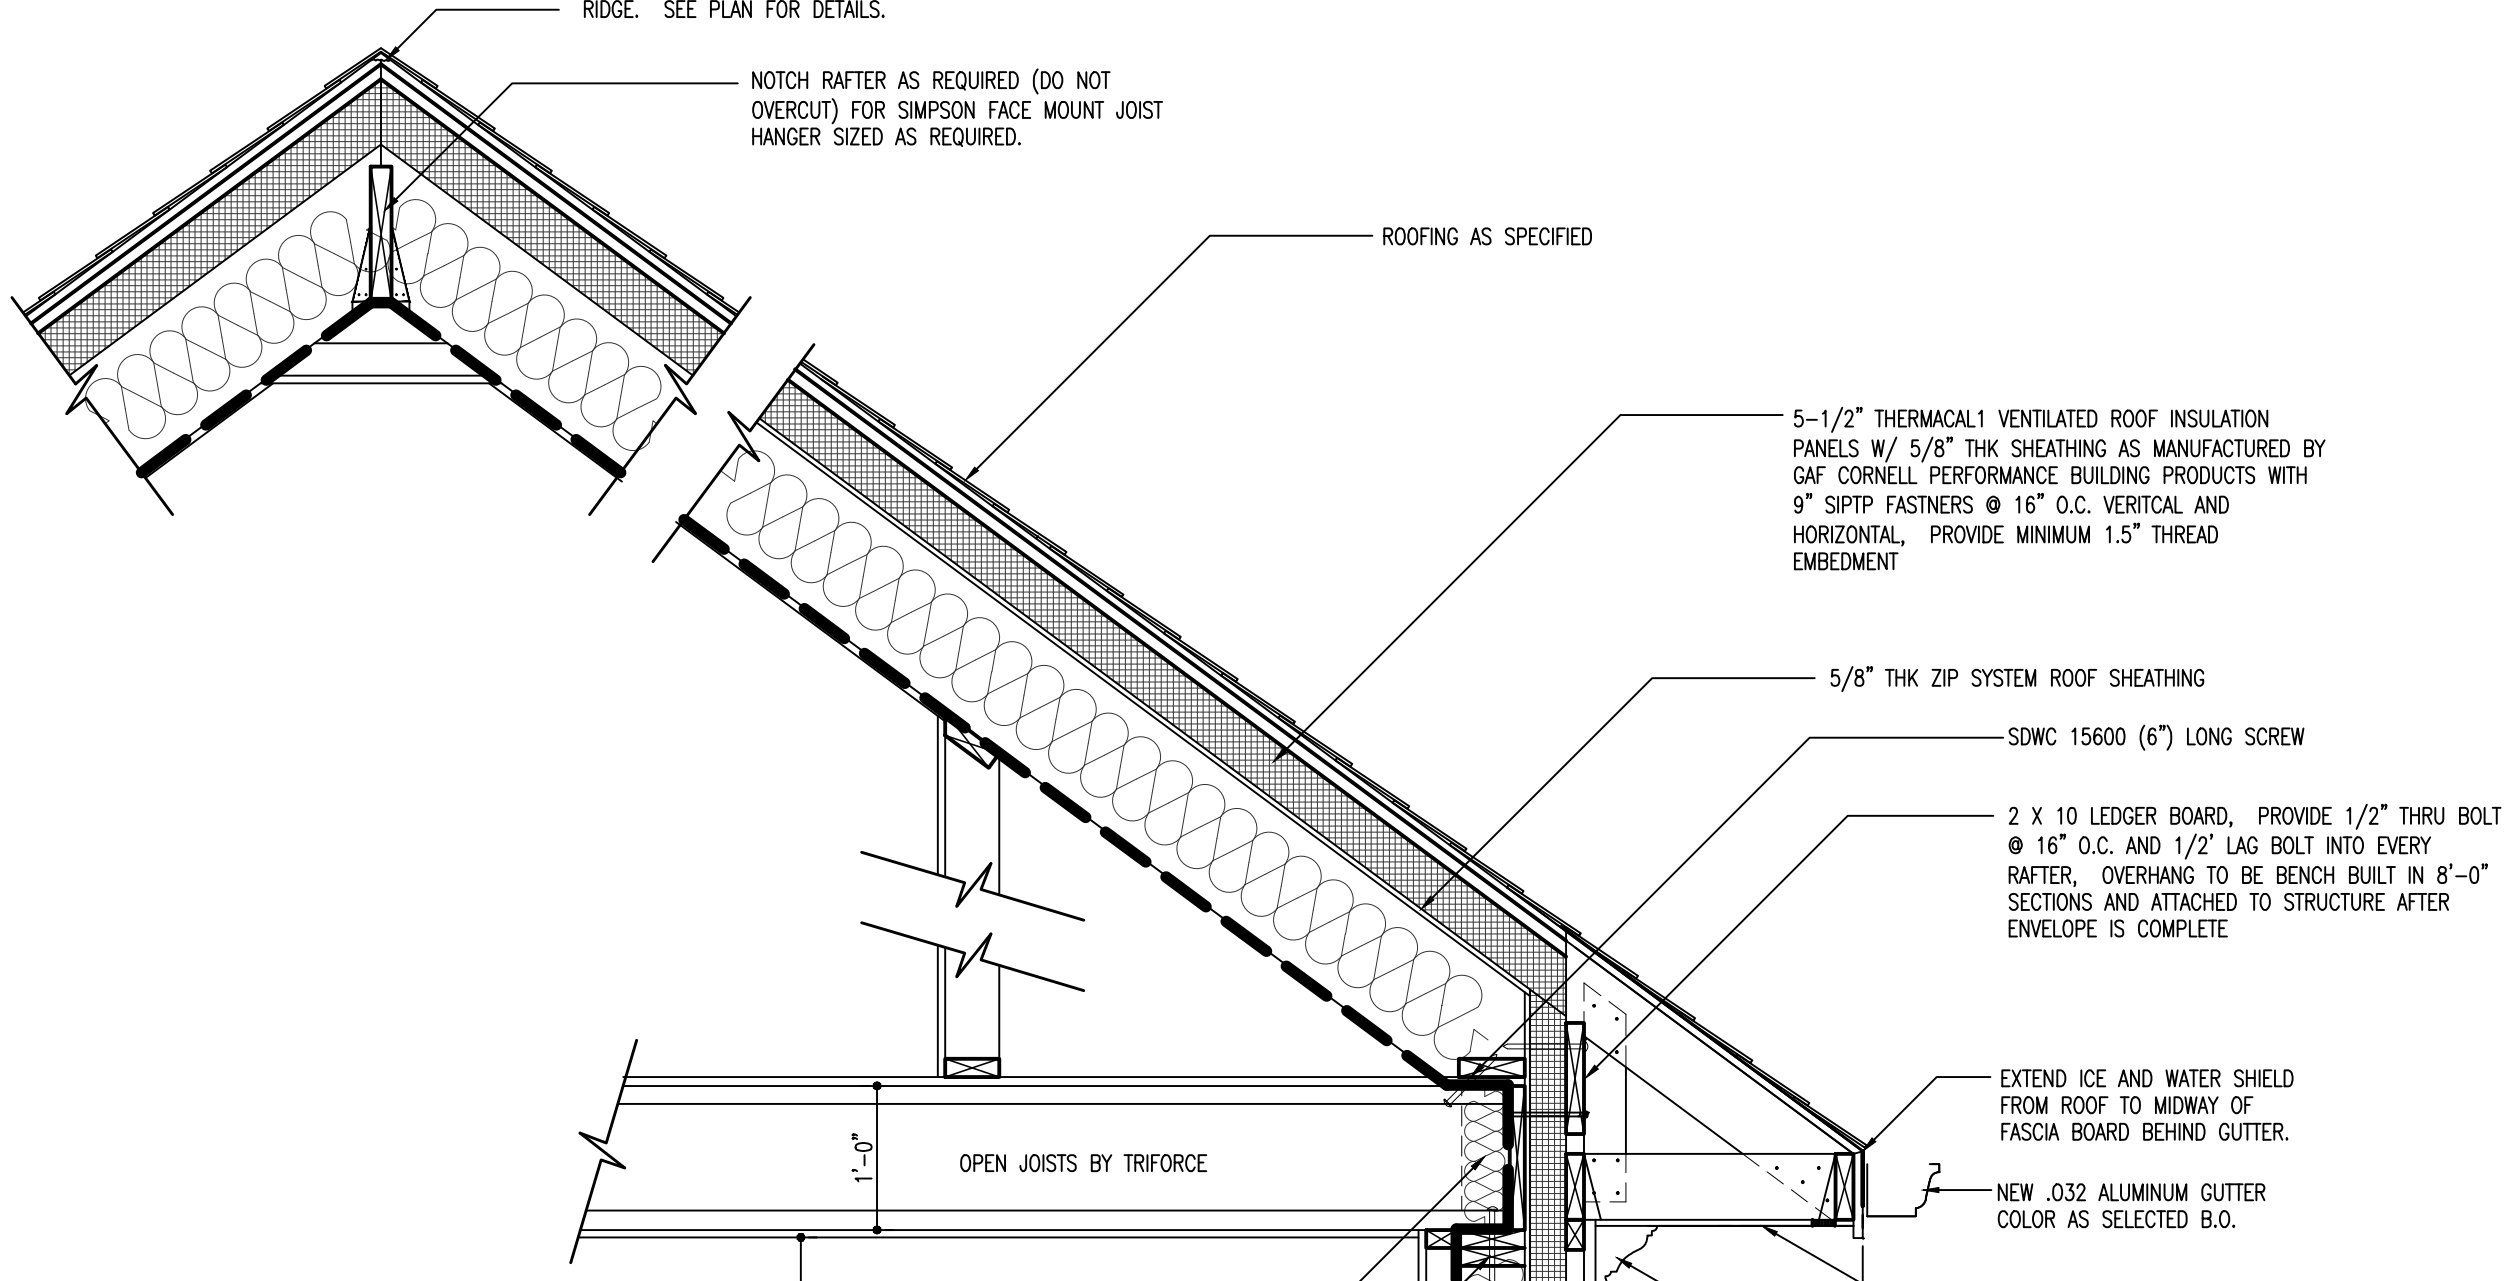 RIDGE. SEE PLAN FOR DETAILS.
NOTCH RAFTER AS REQUIRED (DO NOT
OVERCUT) FOR SIMPSON FACE MOUNT JOIST
HANGER SIZED AS REQUIRED.
ROOFING AS SPECIFIED
5-1/2" THERMACAL1 VENTILATED ROOF INSULATION
PANELS W/ 5/8" THK SHEATHING AS MANUFACTURED BY
GAF CORNELL PERFORMANCE BUILDING PRODUCTS WITH
9" SIPTP FASTNERS @ 16" O.C. VERITCAL AND
HORIZONTAL, PROVIDE MINIMUM 1.5" THREAD
EMBEDMENT
5/8" THK ZIP SYSTEM ROOF SHEATHING
SDWC 15600 (6") LONG SCREW
2 X 10 LEDGER BOARD, PROVIDE 1/2" THRU BOLT
@ 16" O.C. AND 1/2' LAG BOLT INTO EVERY
RAFTER, OVERHANG TO BE BENCH BUILT IN 8'-0"
SECTIONS AND ATTACHED TO STRUCTURE AFTER
ENVELOPE IS COMPLETE
EXTEND ICE AND WATER SHIELD
FROM ROOF TO MIDWAY OF
FASCIA BOARD BEHIND GUTTER.
1'-0"
OPEN JOISTS BY TRIFORCE
NEW .032 ALUMINUM GUTTER
COLOR AS SELECTED B.O.